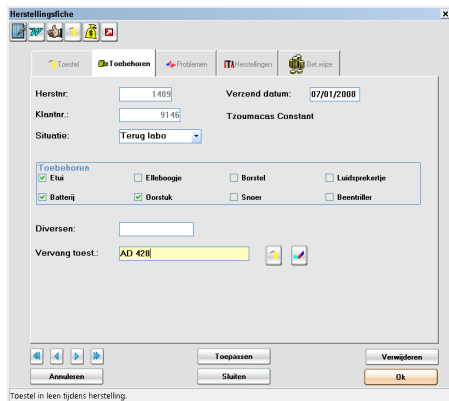 Herstellingsfiche
Toestel Toebehoren Problemen Herstellingen Bet.wijze
Herstnr: 1409 Verzend datum: 07/01/2008
Klantnr.: 9146 Tzoumacas Constant
Situatie: Terug labo
Toebehoren
Etui Elleboogje Borstel Luidsprekertje
Batterij Oorstuk Snoer Beentriller
Diversen:
Vervang toest.: AD 428
Toepassen Verwijderen
Annuleren Sluiten Ok
Toestel in leen tijdens herstelling.